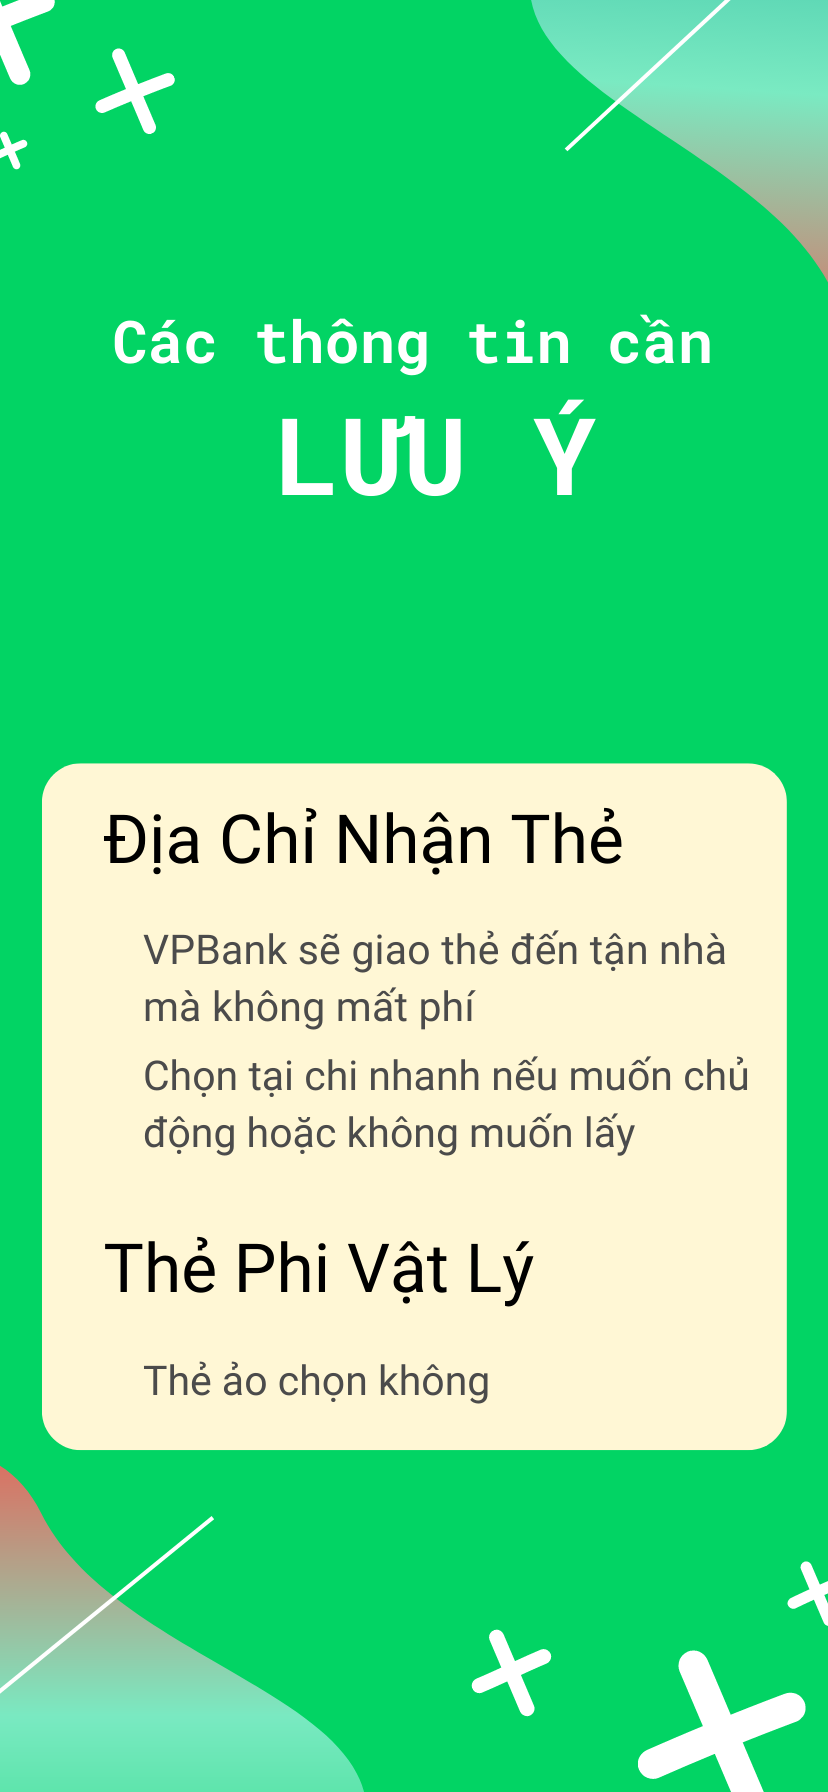 Các thông tin cần
LƯU Ý
Địa Chỉ Nhận Thẻ
VPBank sẽ giao thẻ đến tận nhà
mà không mất phí
Chọn tại chi nhanh nếu muốn chủ
động hoặc không muốn lấy
Thẻ Phi Vật Lý
Thẻ ảo chọn không